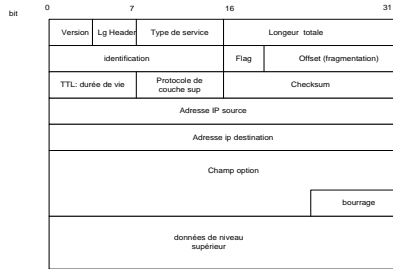 bit 0 7 16 31
Version Lg Header Type de service Longeur totale
identification Flag Offset (fragmentation)
TTL: durée de vie Protocole de couche sup Checksum
Adresse IP source
Adresse ip destination
Champ option
bourrage
données de niveau
supérieur